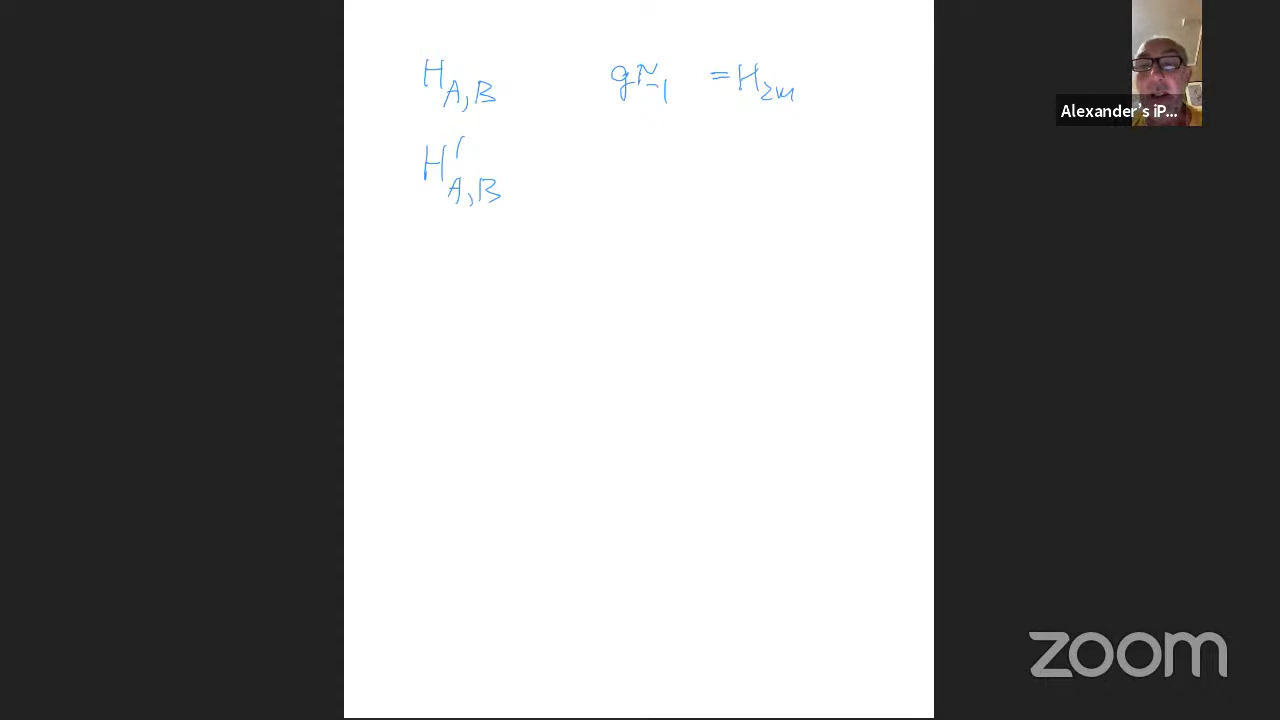 H_{A,B} g^{~}_{-1} = H_{2m}
H'_{A,B}
Alexander's iP...
zoom